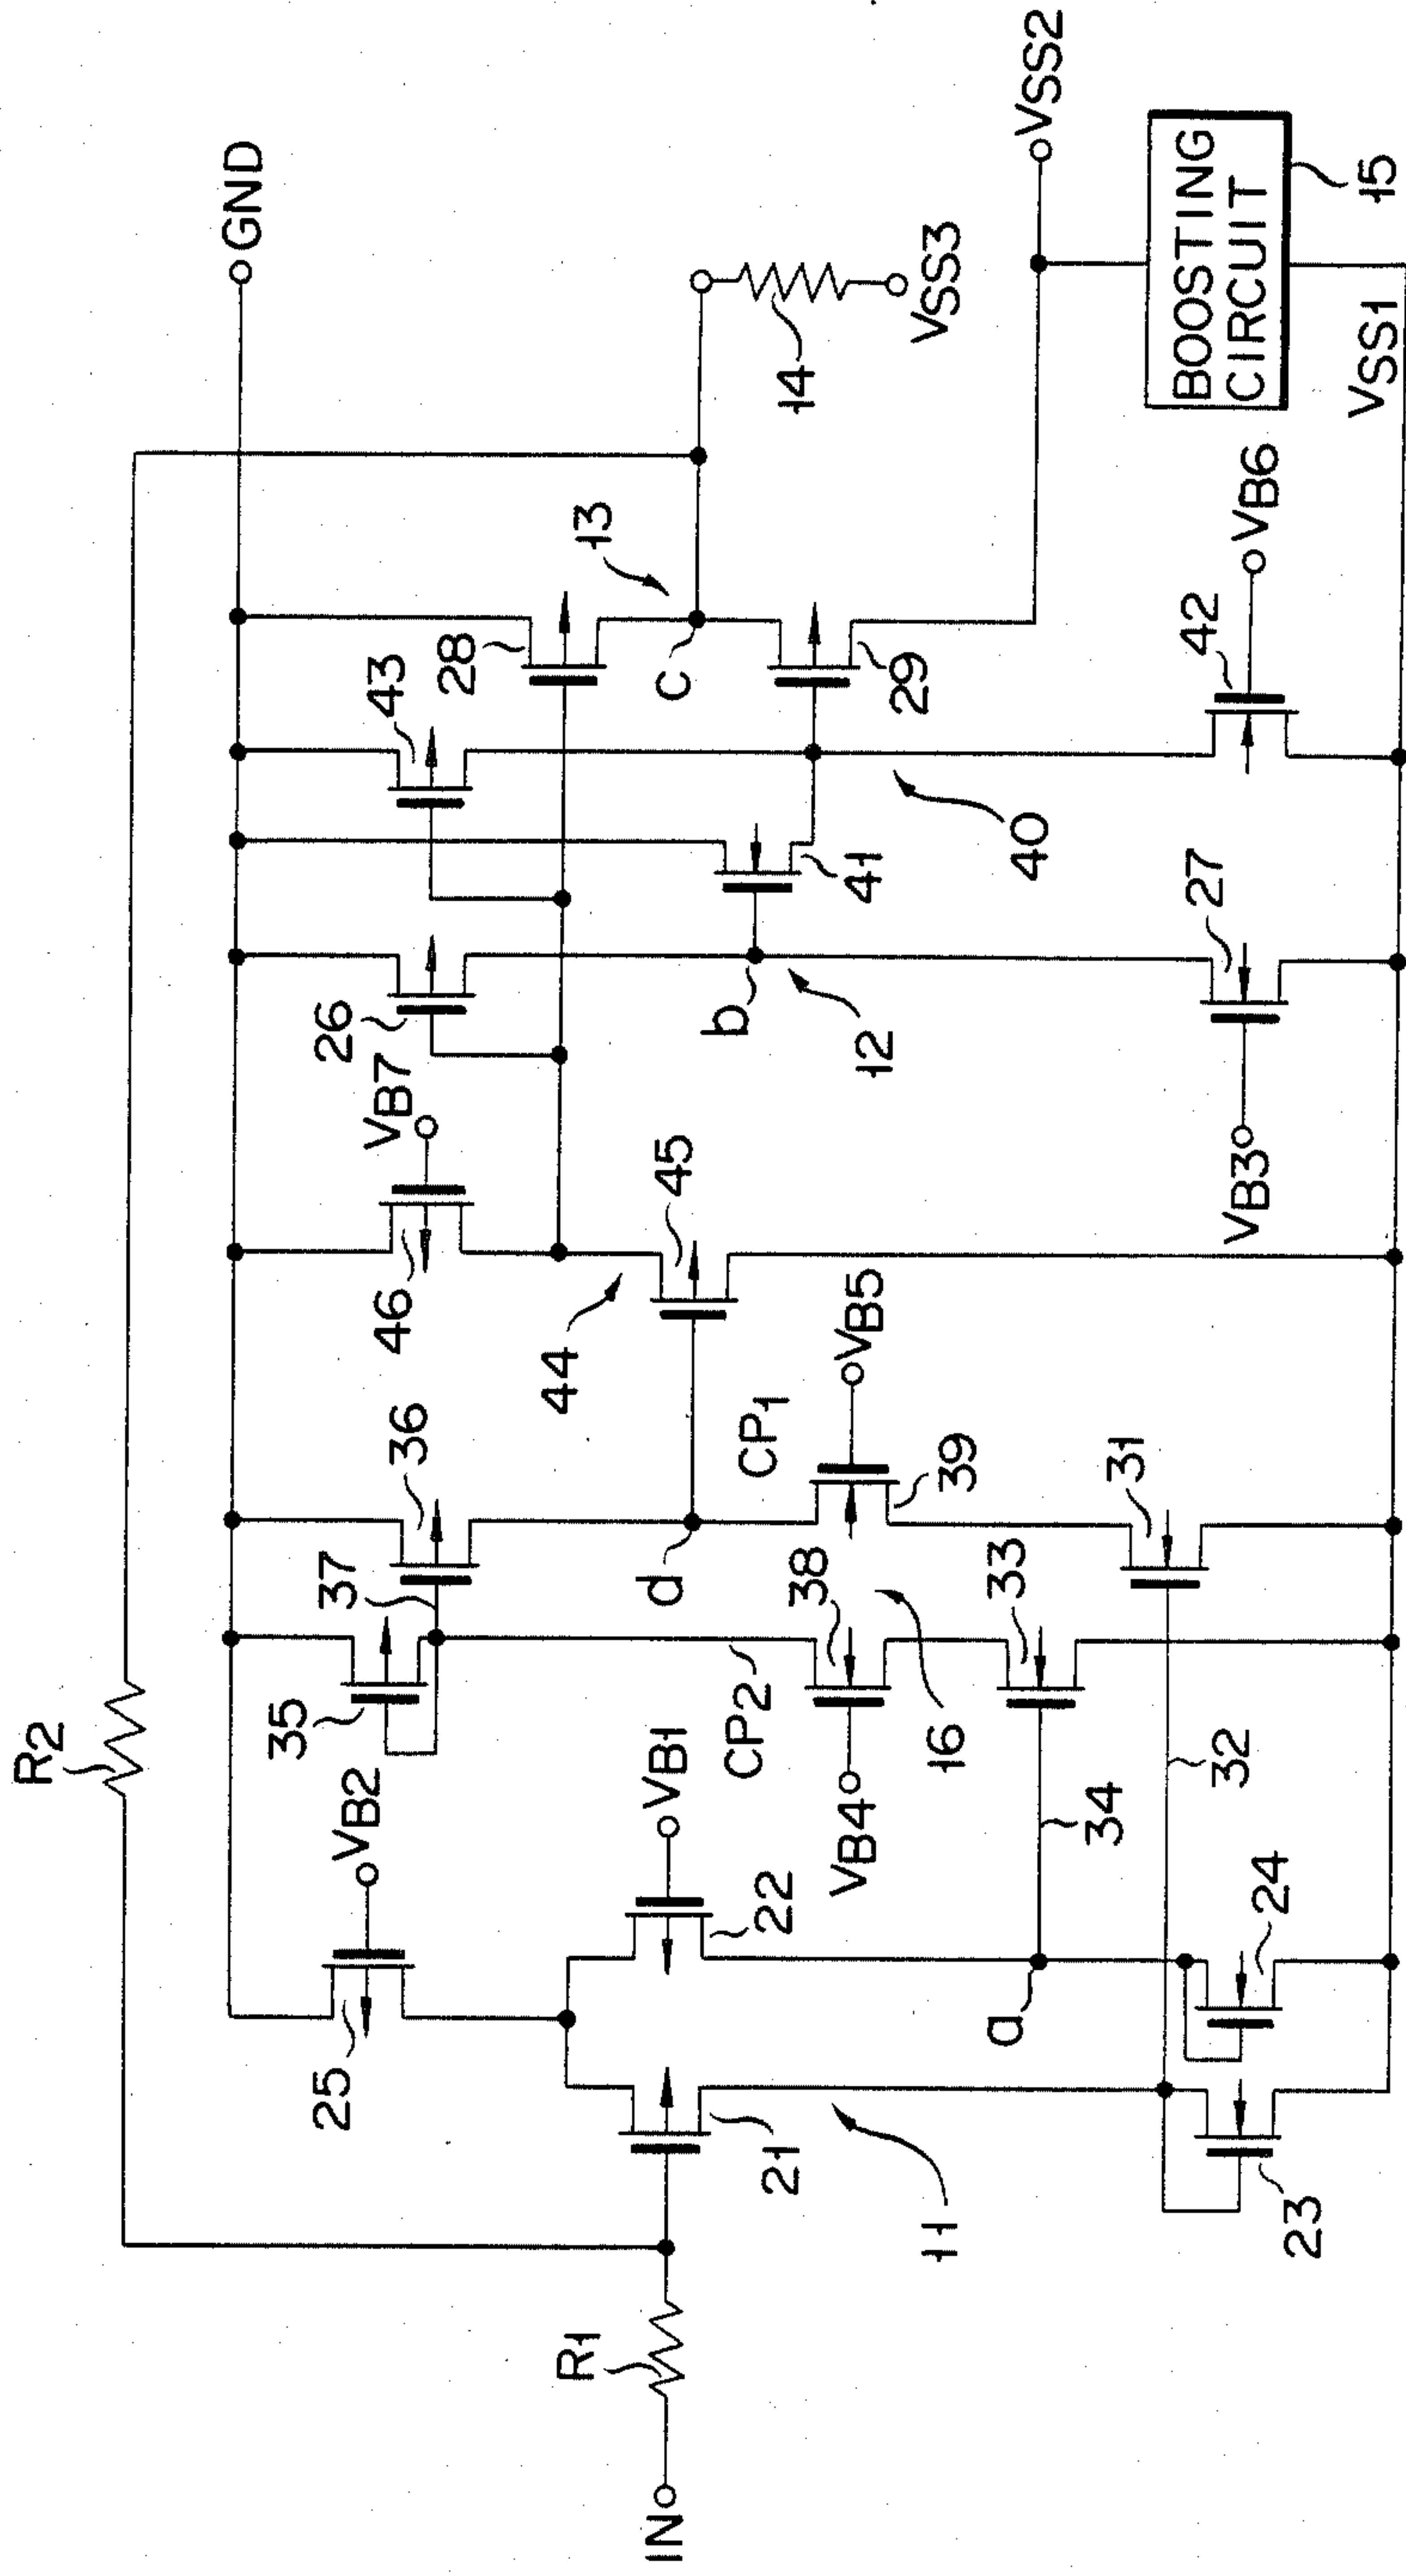 R2
GND
VSS2
BOOSTING
CIRCUIT
15
VSS1
14
VSS3
13
28
c
29
43
VB6
42
40
41
26
b
12
27
VB3
VB7
46
44
45
36
37
d
CP1
VB5
39
31
35
38
CP2
16
33
VB4
VB2
25
VB1
22
34
32
a
24
21
11
23
R1
IN